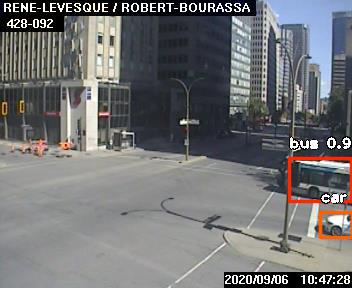 RENE-LEVESQUE / ROBERT-BOURASSA
428-092
bus 0.9
car
2020/09/06 10:47:28